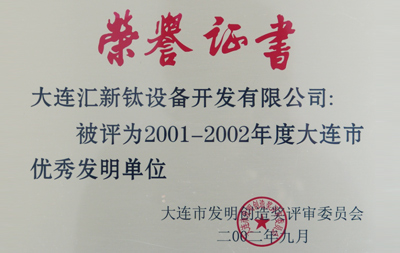 荣誉证书
大连汇新钛设备开发有限公司:
被评为2001-2002年度大连市
优秀发明单位
大连市发明创造奖评审委员会
二00二年九月